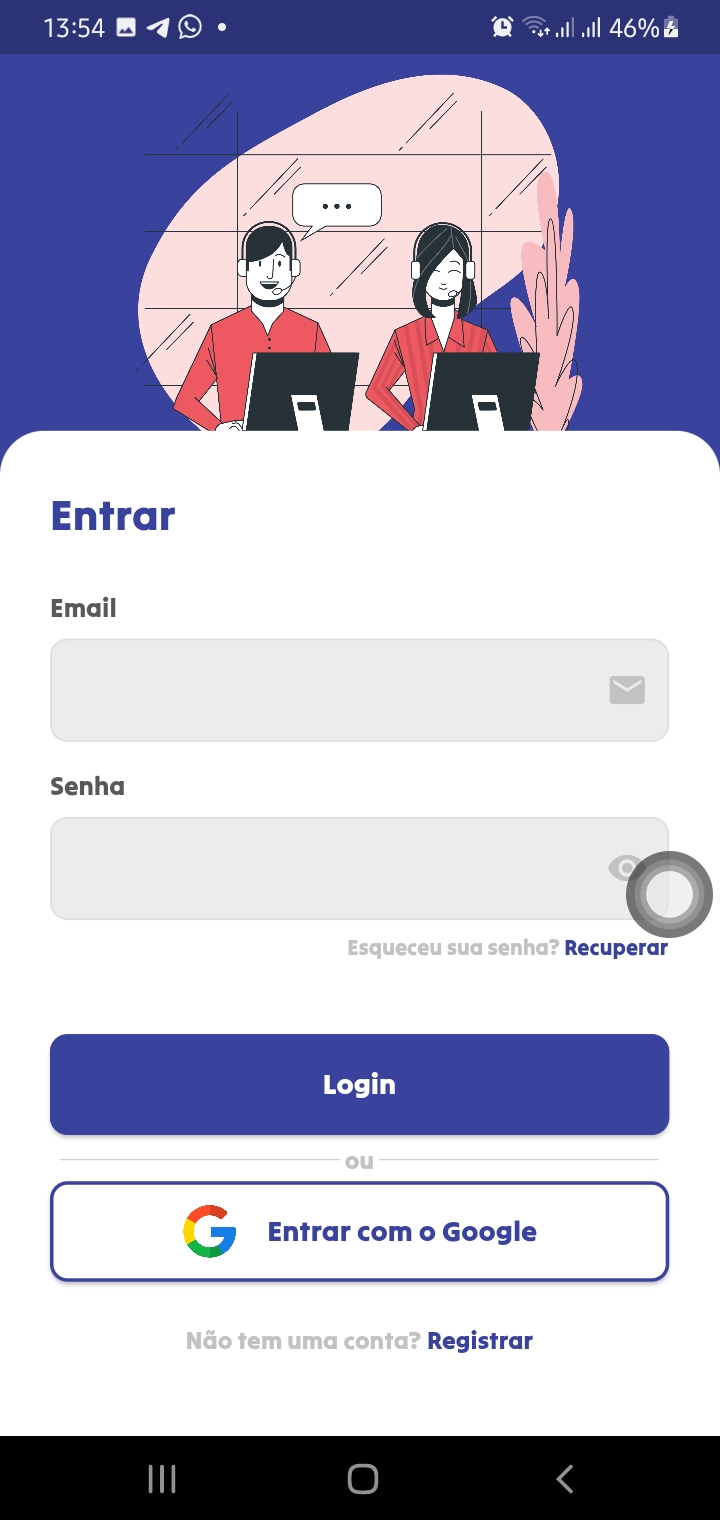 13:54
46%
Entrar
Email
Senha
Esqueceu sua senha? Recuperar
Login
ou
Entrar com o Google
Não tem uma conta? Registrar